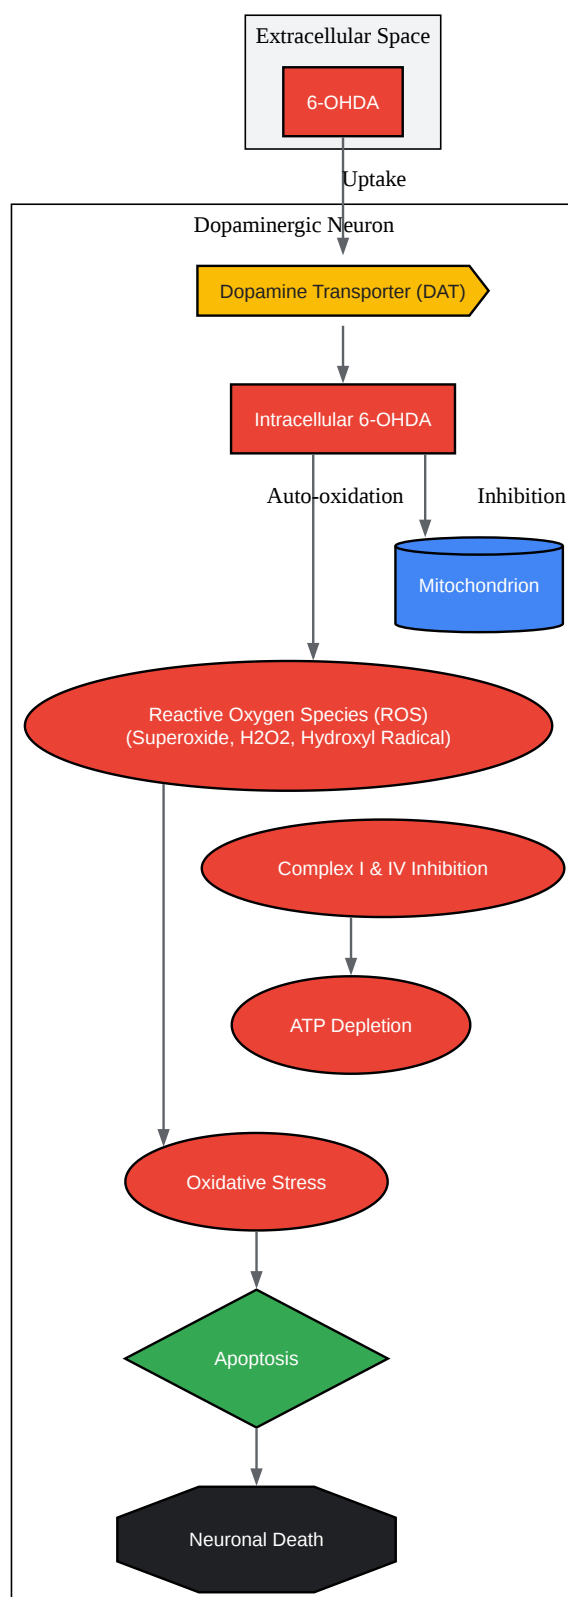 Extracellular Space
6-OHDA
Uptake
Dopaminergic Neuron
Dopamine Transporter (DAT)
Intracellular 6-OHDA
Auto-oxidation
Inhibition
Mitochondrion
Reactive Oxygen Species (ROS)
(Superoxide, H2O2, Hydroxyl Radical)
Complex I & IV Inhibition
ATP Depletion
Oxidative Stress
Apoptosis
Neuronal Death